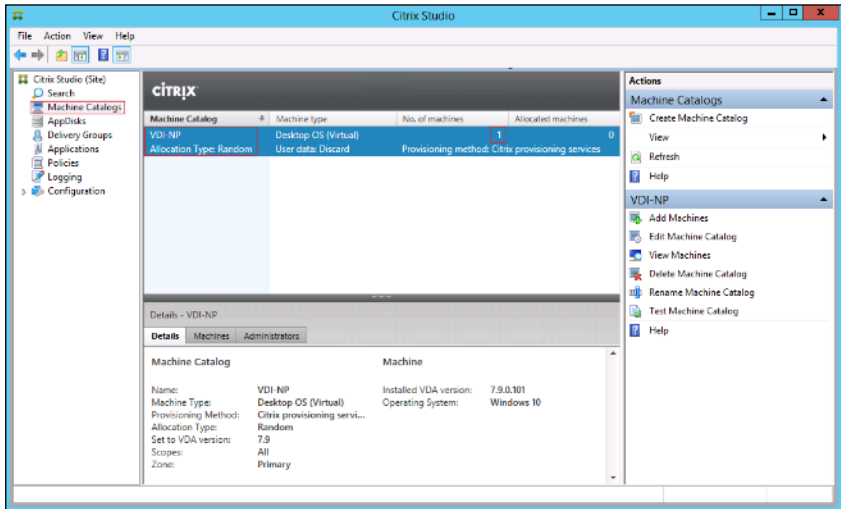 Citrix Studio
File Action View Help
Citrix Studio (Site)
Search
Machine Catalogs
AppDisks
Delivery Groups
Applications
Policies
Logging
Configuration
CİTRIX
Machine Catalog Machine type No. of machines Allocated machines
VDI-NP Desktop OS (Virtual) 1 0
Allocation Type: Random User data: Discard Provisioning method: Citrix provisioning services
Details - VDI-NP
Details Machines Administrators
Machine Catalog Machine
Name: VDI-NP Installed VDA version: 7.9.0.101
Machine Type: Desktop OS (Virtual) Operating System: Windows 10
Provisioning Method: Citrix provisioning servi...
Allocation Type: Random
Set to VDA version: 7.9
Scopes: All
Zone: Primary
Actions
Machine Catalogs
Create Machine Catalog
View
Refresh
Help
VDI-NP
Add Machines
Edit Machine Catalog
View Machines
Delete Machine Catalog
Rename Machine Catalog
Test Machine Catalog
Help